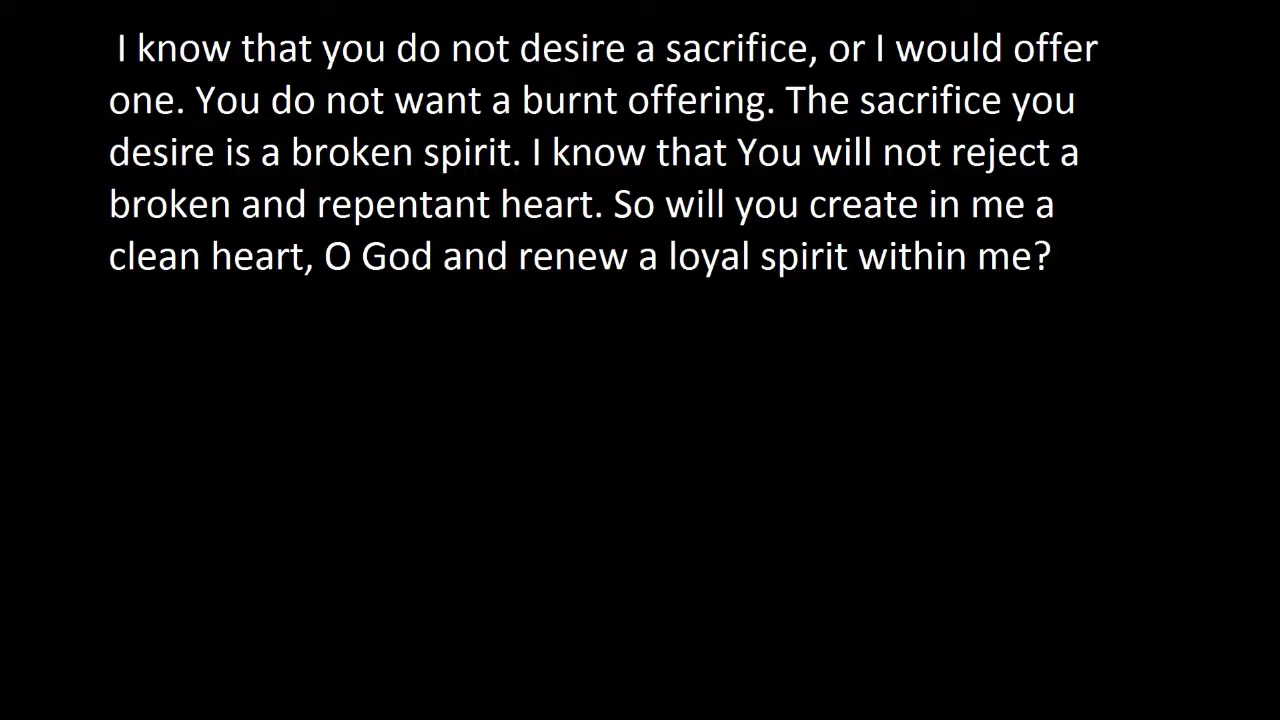 I know that you do not desire a sacrifice, or I would offer
one. You do not want a burnt offering. The sacrifice you
desire is a broken spirit. I know that You will not reject a
broken and repentant heart. So will you create in me a
clean heart, O God and renew a loyal spirit within me?